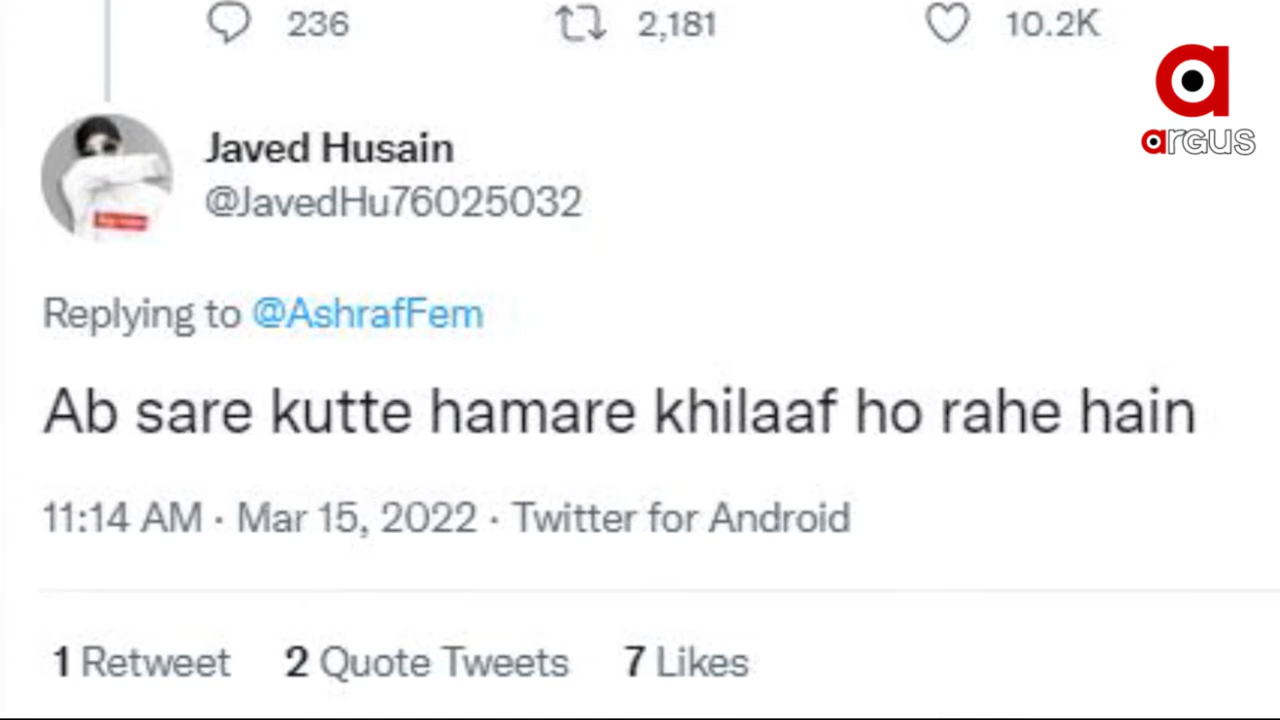 236 2,181 10.2K
argus
Javed Husain
@JavedHu76025032
Replying to @AshrafFem
Ab sare kutte hamare khilaaf ho rahe hain
11:14 AM · Mar 15, 2022 · Twitter for Android
1 Retweet 2 Quote Tweets 7 Likes